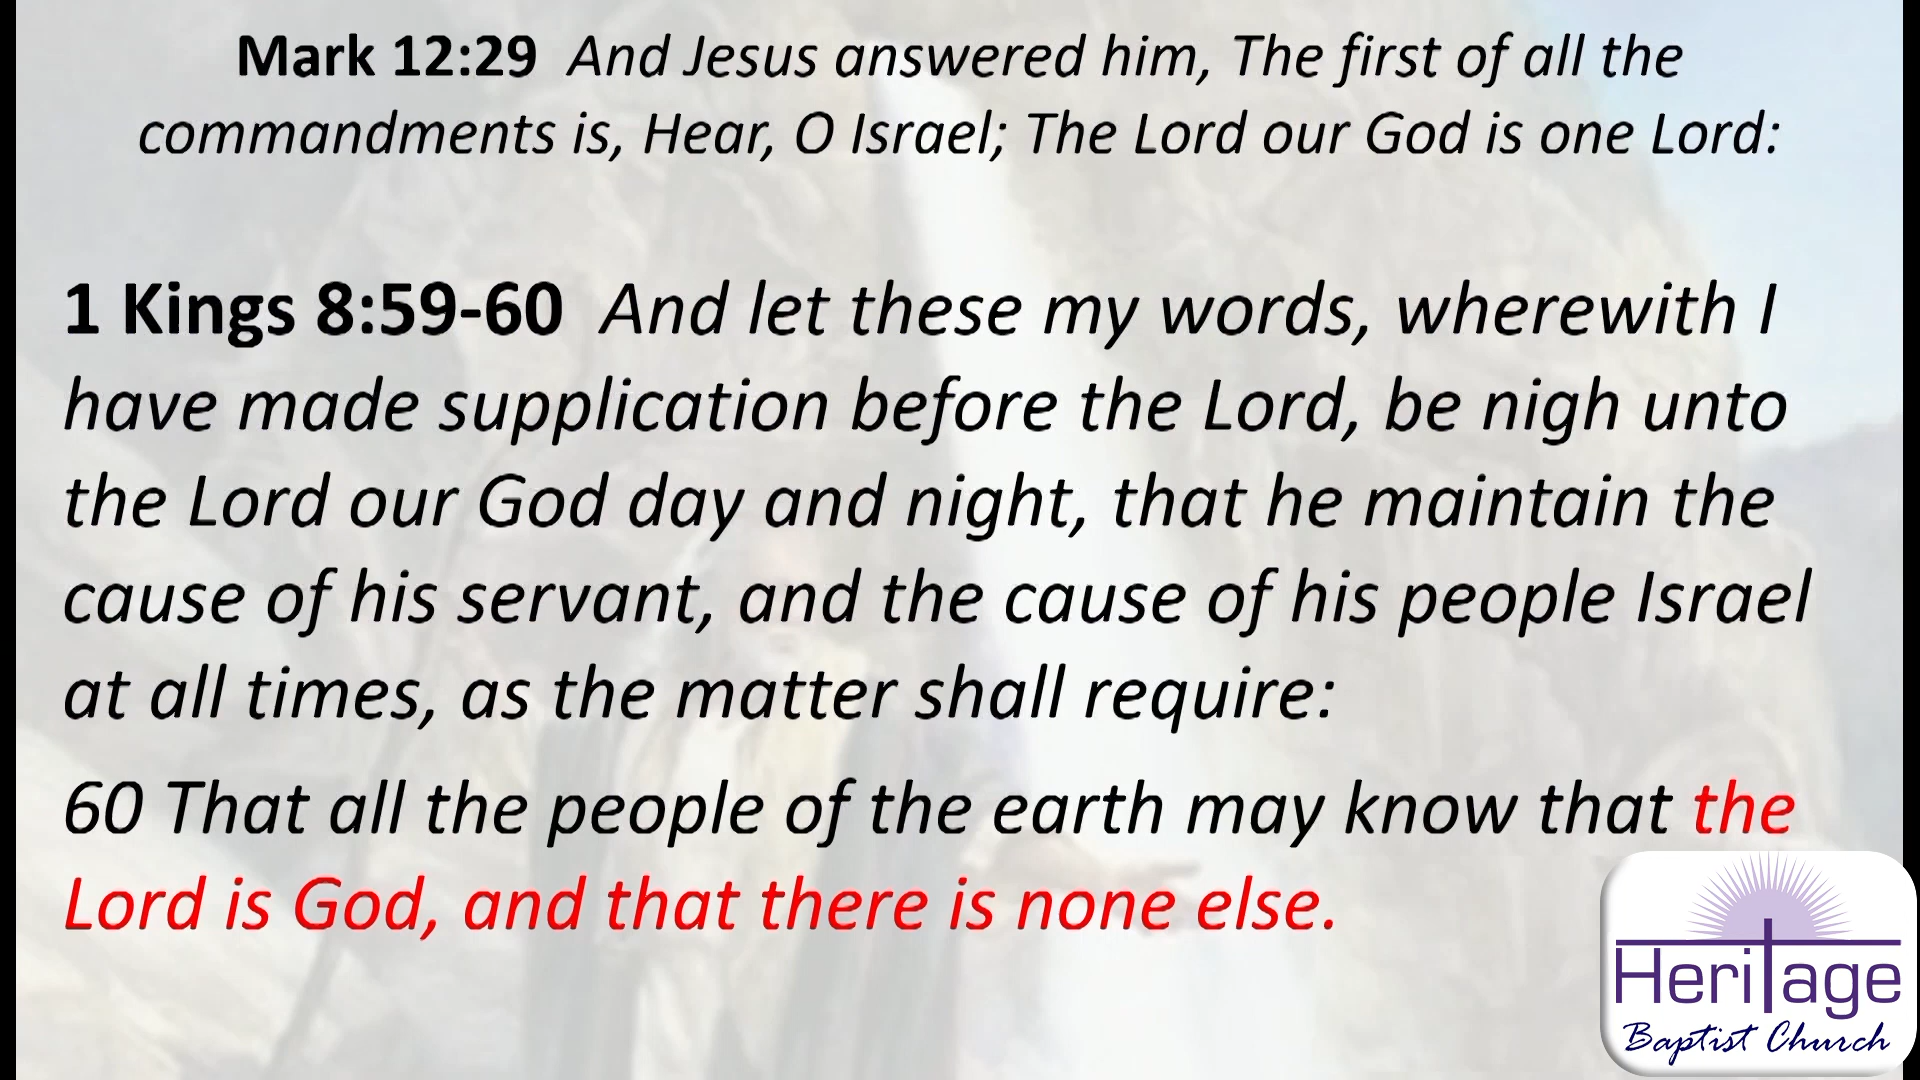 Mark 12:29 And Jesus answered him, The first of all the
commandments is, Hear, O Israel; The Lord our God is one Lord:
1 Kings 8:59-60 And let these my words, wherewith I
have made supplication before the Lord, be nigh unto
the Lord our God day and night, that he maintain the
cause of his servant, and the cause of his people Israel
at all times, as the matter shall require:
60 That all the people of the earth may know that the
Lord is God, and that there is none else.
Heritage
Baptist Church